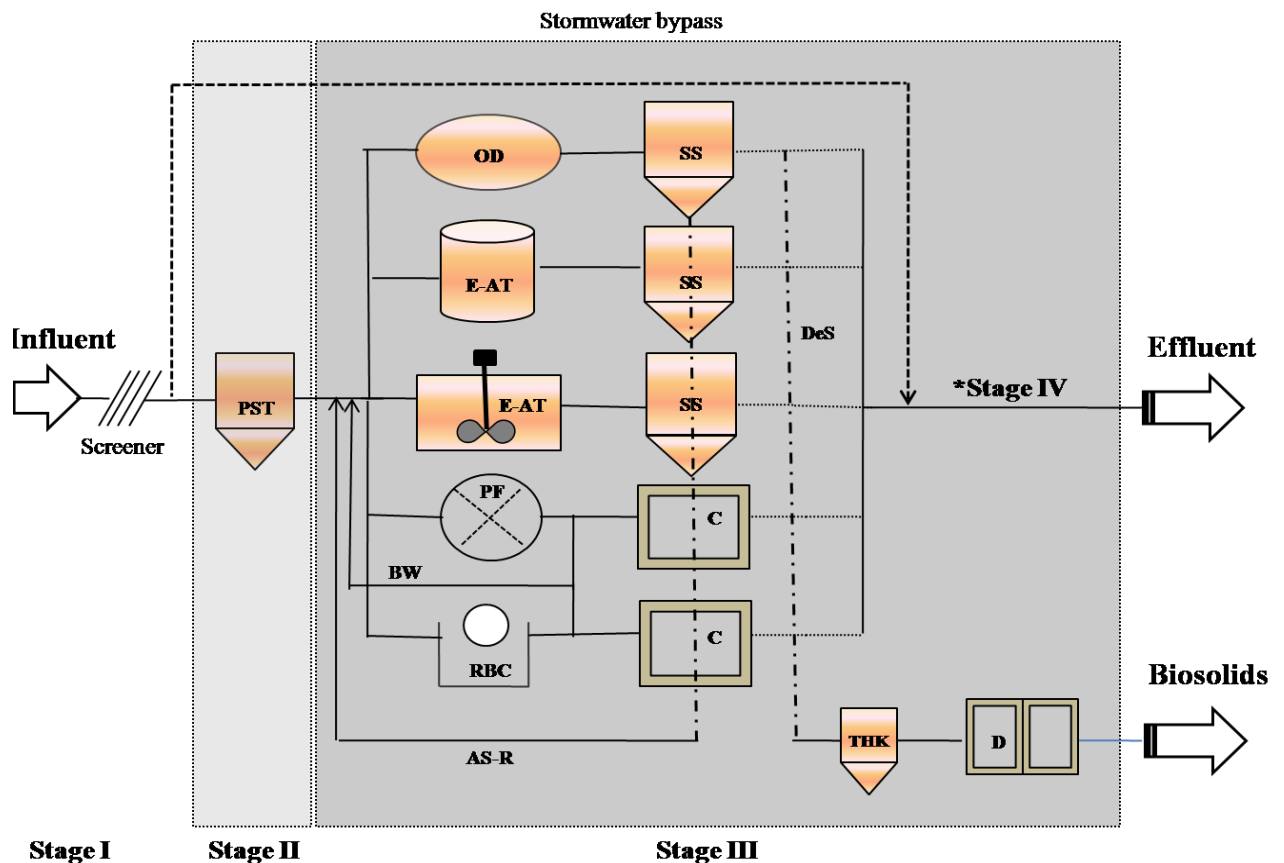 Stormwater bypass
OD
SS
E-AT
SS
DeS
Influent
Effluent
PST
E-AT
SS
*Stage IV
Screener
PF
C
BW
C
RBC
Biosolids
THK
D
AS-R
Stage I
Stage II
Stage III